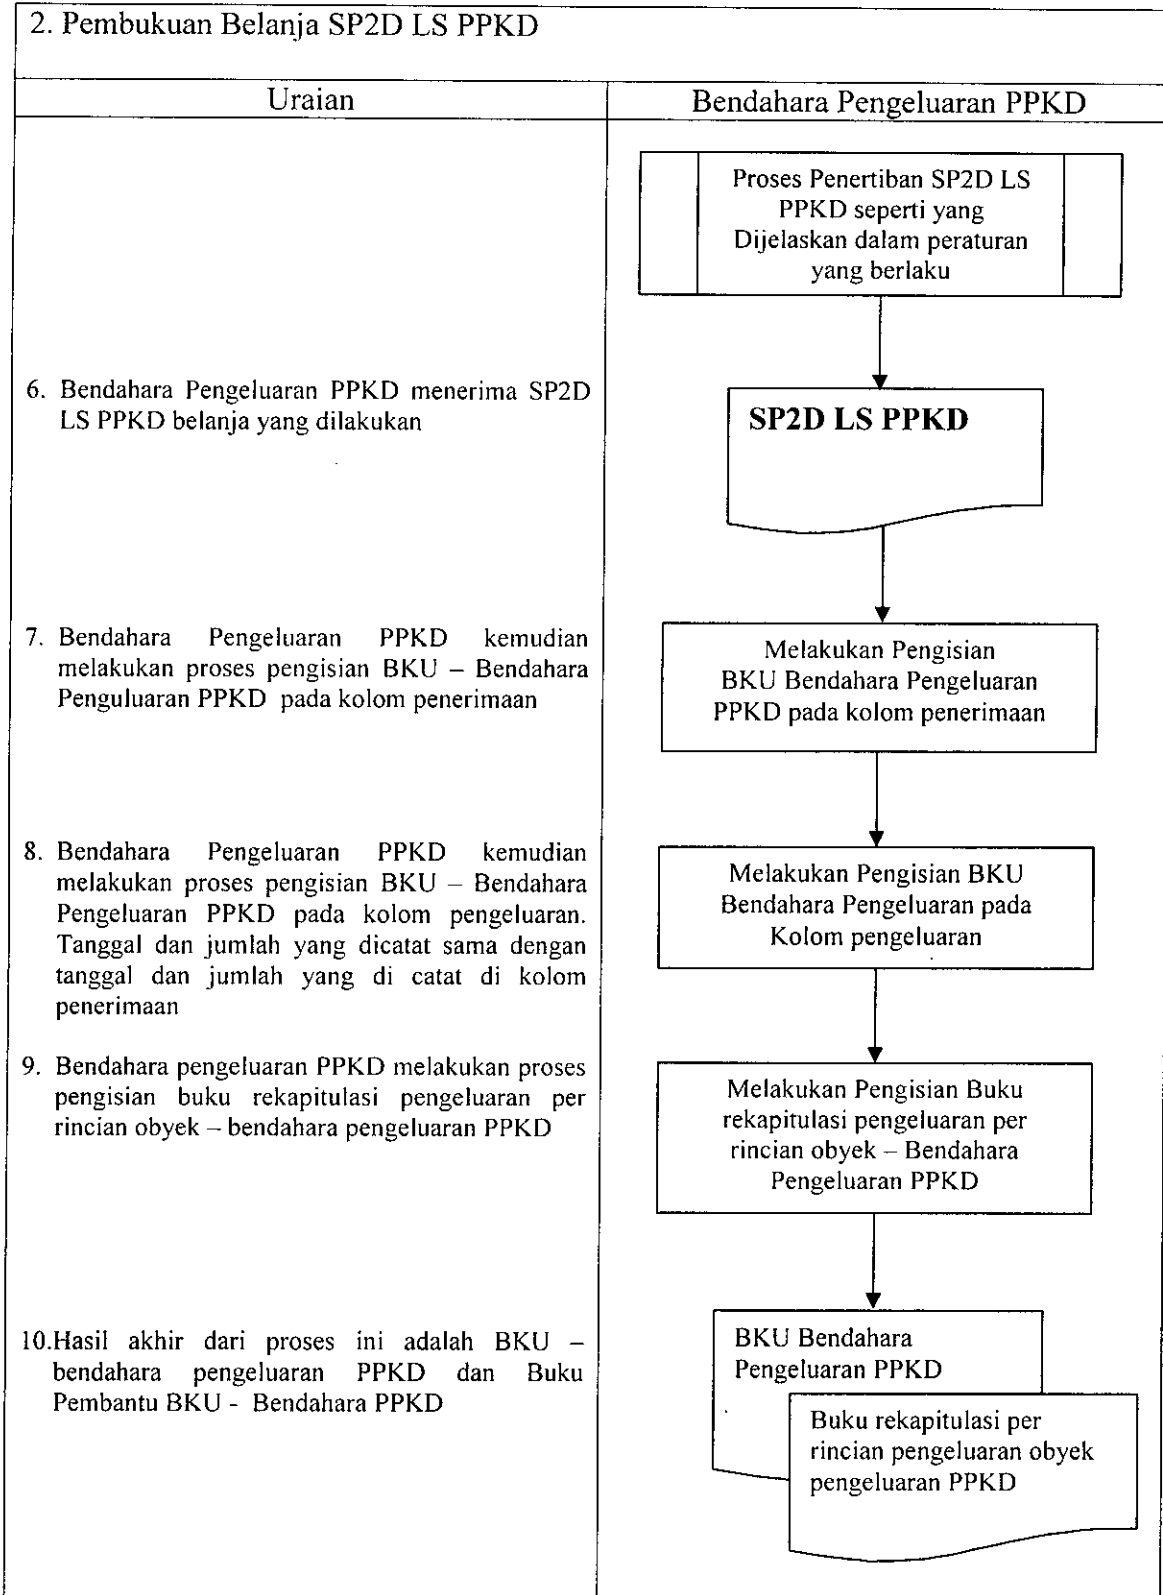 2. Pembukuan Belanja SP2D LS PPKD
Uraian
Bendahara Pengeluaran PPKD
Proses Penertiban SP2D LS
PPKD seperti yang
Dijelaskan dalam peraturan
yang berlaku
6. Bendahara Pengeluaran PPKD menerima SP2D
LS PPKD belanja yang dilakukan
SP2D LS PPKD
7. Bendahara Pengeluaran PPKD kemudian
melakukan proses pengisian BKU – Bendahara
Penguluaran PPKD pada kolom penerimaan
Melakukan Pengisian
BKU Bendahara Pengeluaran
PPKD pada kolom penerimaan
8. Bendahara Pengeluaran PPKD kemudian
melakukan proses pengisian BKU – Bendahara
Pengeluaran PPKD pada kolom pengeluaran.
Tanggal dan jumlah yang dicatat sama dengan
tanggal dan jumlah yang di catat di kolom
penerimaan
Melakukan Pengisian BKU
Bendahara Pengeluaran pada
Kolom pengeluaran
9. Bendahara pengeluaran PPKD melakukan proses
pengisian buku rekapitulasi pengeluaran per
rincian obyek – bendahara pengeluaran PPKD
Melakukan Pengisian Buku
rekapitulasi pengeluaran per
rincian obyek – Bendahara
Pengeluaran PPKD
10.Hasil akhir dari proses ini adalah BKU –
bendahara pengeluaran PPKD dan Buku
Pembantu BKU - Bendahara PPKD
BKU Bendahara
Pengeluaran PPKD
Buku rekapitulasi per
rincian pengeluaran obyek
pengeluaran PPKD